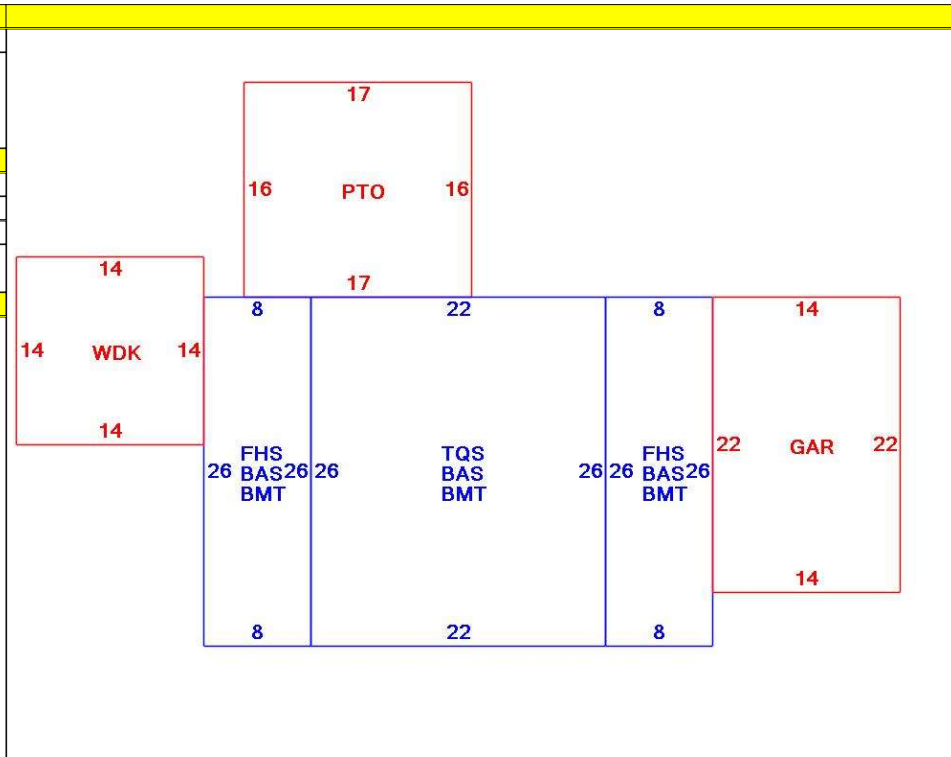 17
16 PTO 16
17
14
14 WDK 14
14
8 22 8 14
FHS TQS FHS
26 BAS 26 26 BAS 26 26 BAS 26 22 GAR 22
BMT BMT BMT
14
8 22 8